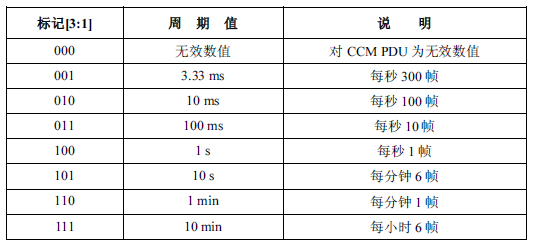 标记[3:1] 周 期 值 说 明
000 无效数值 对 CCM PDU 为无效数值
001 3.33 ms 每秒 300 帧
010 10 ms 每秒 100 帧
011 100 ms 每秒 10 帧
100 1 s 每秒 1 帧
101 10 s 每分钟 6 帧
110 1 min 每分钟 1 帧
111 10 min 每小时 6 帧